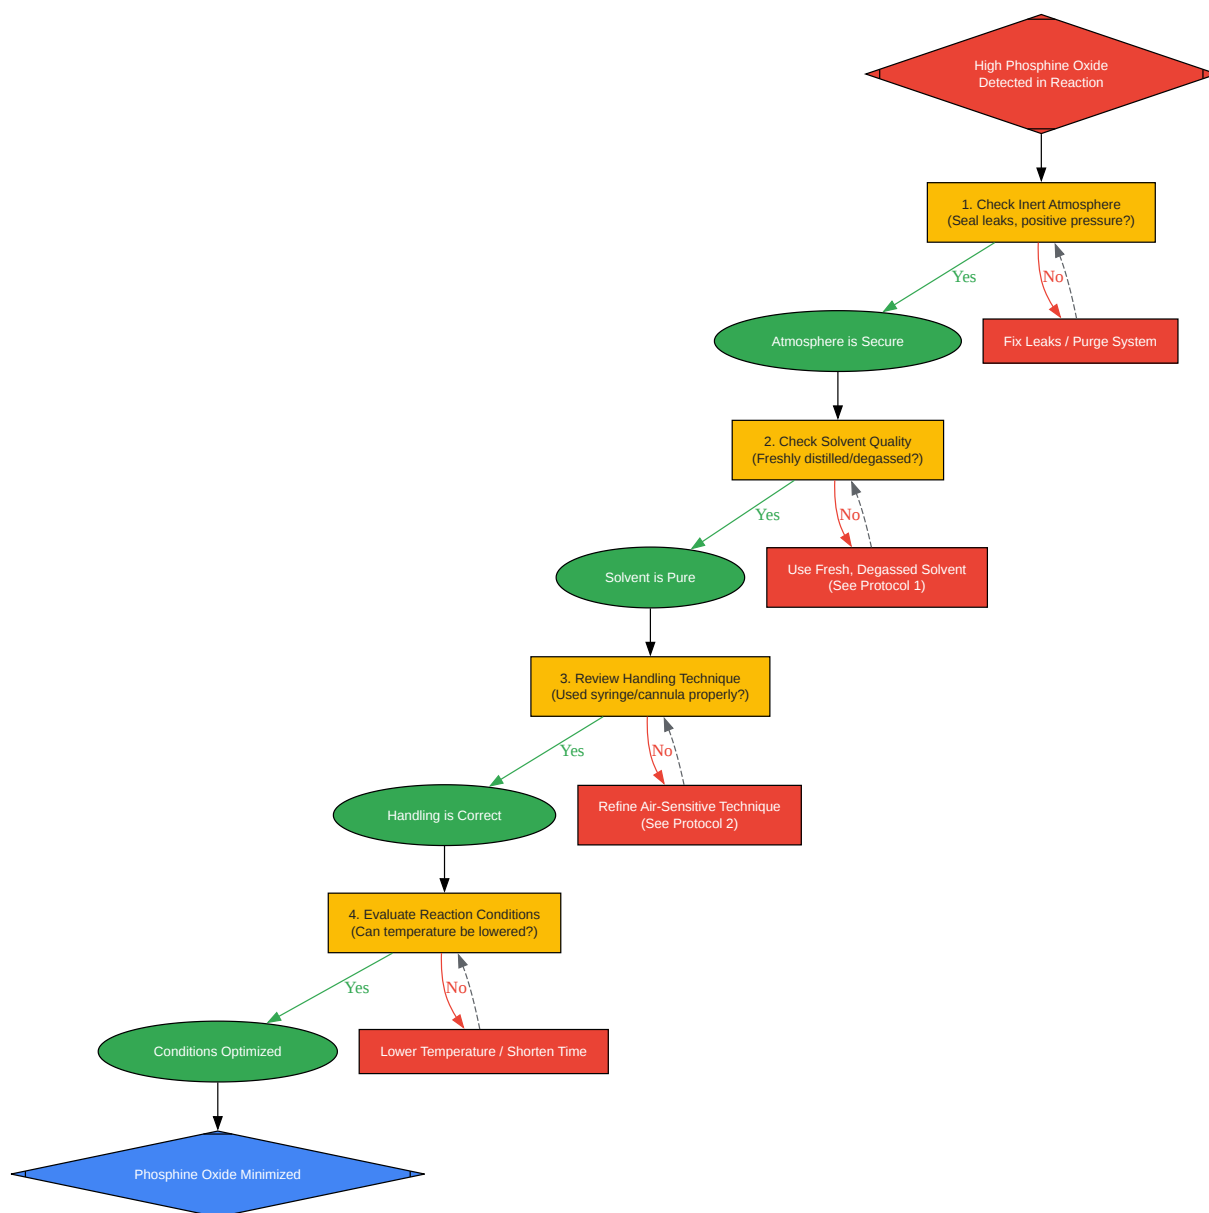 High Phosphine Oxide
Detected in Reaction
1. Check Inert Atmosphere
(Seal leaks, positive pressure?)
Yes
No
Atmosphere is Secure
Fix Leaks / Purge System
2. Check Solvent Quality
(Freshly distilled/degassed?)
Yes
No
Solvent is Pure
Use Fresh, Degassed Solvent
(See Protocol 1)
3. Review Handling Technique
(Used syringe/cannula properly?)
Yes
No
Handling is Correct
Refine Air-Sensitive Technique
(See Protocol 2)
4. Evaluate Reaction Conditions
(Can temperature be lowered?)
Yes
No
Conditions Optimized
Lower Temperature / Shorten Time
Phosphine Oxide Minimized